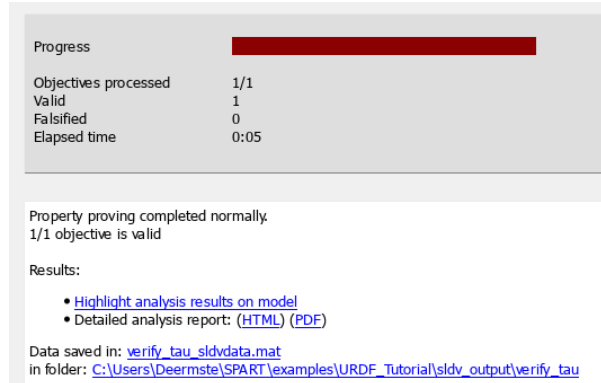 Progress
Objectives processed 1/1
Valid 1
Falsified 0
Elapsed time 0:05
Property proving completed normally.
1/1 objective is valid
Results:
• Highlight analysis results on model
• Detailed analysis report: (HTML) (PDF)
Data saved in: verify_tau_sldvdata.mat
in folder: C:\Users\Deermste\SPART\examples\URDF_Tutorial\sldv_output\verify_tau